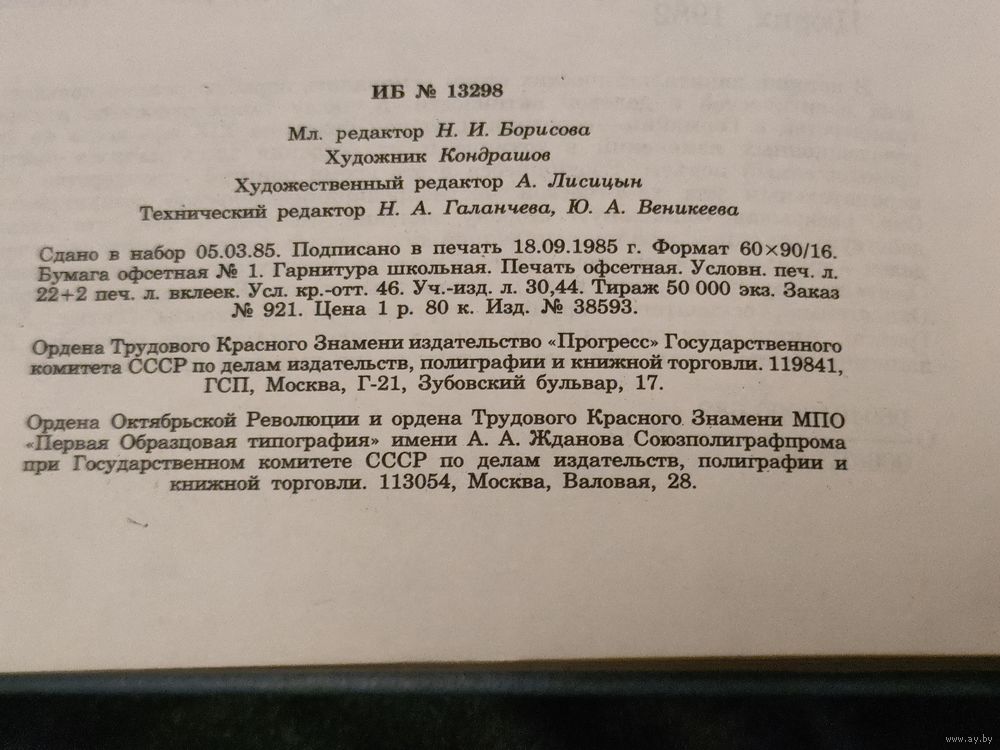 ИБ № 13298
Мл. редактор Н. И. Борисова
Художник Кондрашов
Художественный редактор А. Лисицын
Технический редактор Н. А. Галанчева, Ю. А. Веникеева
Сдано в набор 05.03.85. Подписано в печать 18.09.1985 г. Формат 60×90/16.
Бумага офсетная № 1. Гарнитура школьная. Печать офсетная. Условн. печ. л.
22+2 печ. л. вклеек. Усл. кр.-отт. 46. Уч.-изд. л. 30,44. Тираж 50 000 экз. Заказ
№ 921. Цена 1 р. 80 к. Изд. № 38593.
Ордена Трудового Красного Знамени издательство «Прогресс» Государственного
комитета СССР по делам издательств, полиграфии и книжной торговли. 119841,
ГСП, Москва, Г-21, Зубовский бульвар, 17.
Ордена Октябрьской Революции и ордена Трудового Красного Знамени МПО
«Первая Образцовая типография» имени А. А. Жданова Союзполиграфпрома
при Государственном комитете СССР по делам издательств, полиграфии и
книжной торговли. 113054, Москва, Валовая, 28.
www.ay.by